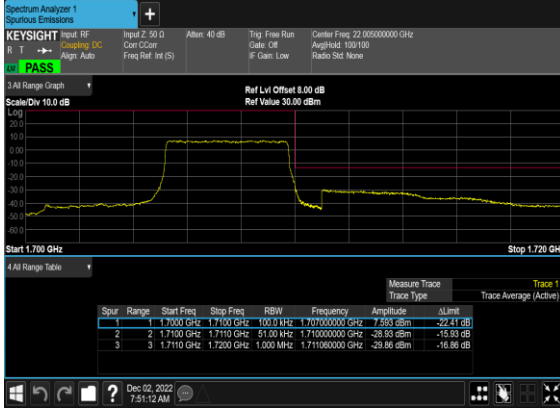 Spectrum Analyzer 1
Spurious Emissions
+
KEYSIGHT Input: RF Input Z: 50 Ω Atten: 40 dB Trig: Free Run Center Freq: 22.005000000 GHz
R T Coupling: DC Corr CCorr Gate: Off Avg|Hold: 100/100
Align: Auto Freq Ref: Int (S) IF Gain: Low Radio Std: None
LXI PASS
3 All Range Graph
Ref Lvl Offset 8.00 dB
Scale/Div 10.0 dB Ref Value 30.00 dBm
Log
20.0
10.0
0.00
-10.0
-20.0
-30.0
-40.0
-50.0
-60.0
Start 1.700 GHz Stop 1.720 GH
4 All Range Table
Measure Trace Trace 1
Trace Type Trace Average (Active)
Spur Range Start Freq Stop Freq RBW Frequency Amplitude ΔLimit
1 1 1.7000 GHz 1.7100 GHz 100.0 kHz 1.707000000 GHz 7.593 dBm -22.41 dB
2 2 1.7100 GHz 1.7110 GHz 51.00 kHz 1.710000000 GHz -28.93 dBm -15.93 dB
3 3 1.7110 GHz 1.7200 GHz 1.000 MHz 1.711060000 GHz -29.86 dBm -16.86 dB
?
Dec 02, 2022
7:51:12 AM